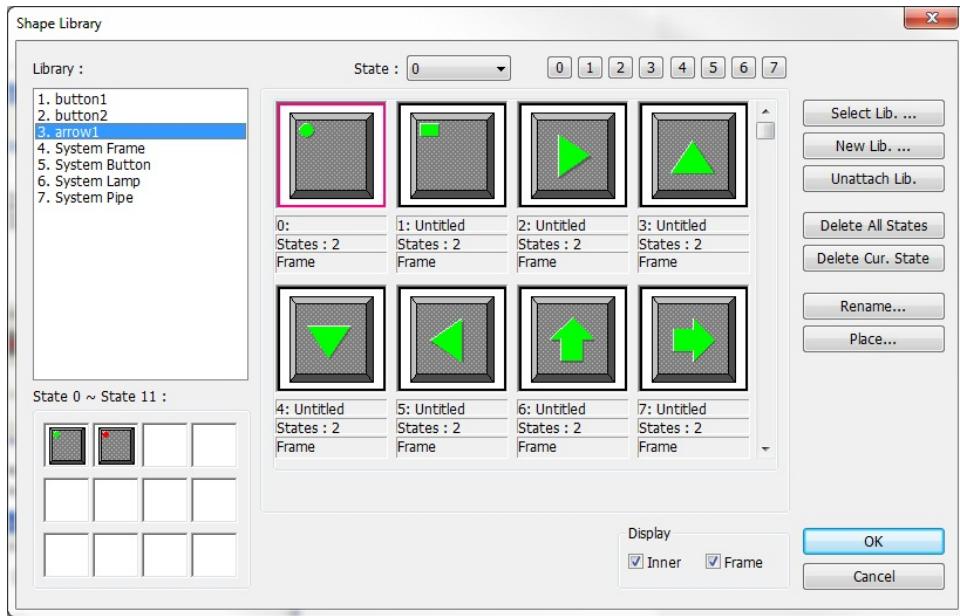 Shape Library
Library :
State : 0
0 1 2 3 4 5 6 7
1. button1
2. button2
3. arrow1
4. System Frame
5. System Button
6. System Lamp
7. System Pipe
0:
States : 2
Frame
1: Untitled
States : 2
Frame
2: Untitled
States : 2
Frame
3: Untitled
States : 2
Frame
4: Untitled
States : 2
Frame
5: Untitled
States : 2
Frame
6: Untitled
States : 2
Frame
7: Untitled
States : 2
Frame
Select Lib. ...
New Lib. ...
Unattach Lib.
Delete All States
Delete Cur. State
Rename...
Place...
State 0 ~ State 11 :
Display
Inner
Frame
OK
Cancel